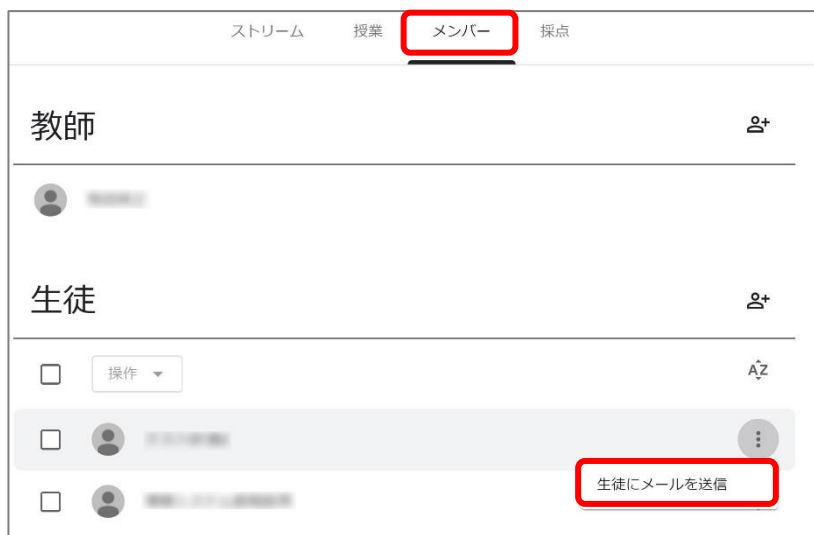 ストリーム 授業 メンバー 採点
教師
生徒
操作
AZ
生徒にメールを送信